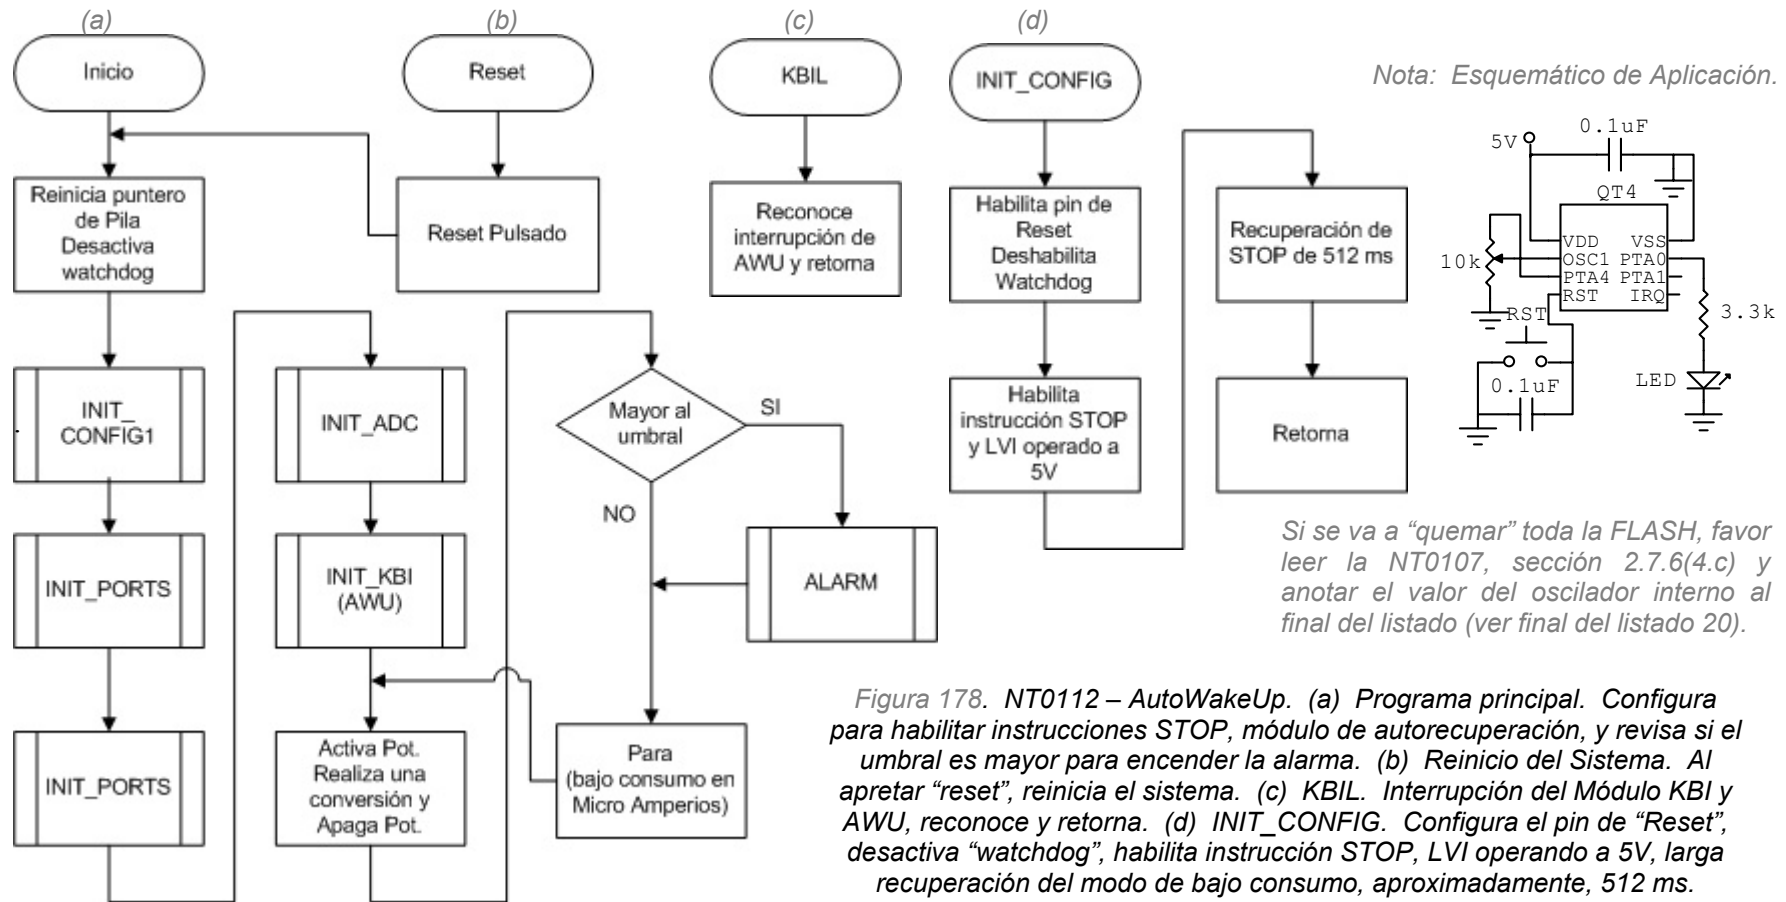 (a)
(b)
(c)
(d)
Inicio
Reset
KBIL
INIT_CONFIG
Nota:  Esquemático de Aplicación.
Reinicia puntero
de Pila
Desactiva
watchdog
Reset Pulsado
Reconoce
interrupción de
AWU y retorna
Habilita pin de
Reset
Deshabilita
Watchdog
Recuperación de
STOP de 512 ms
5V
0.1uF
QT4
VDD
VSS
10k
OSC1
PTA0
PTA4
PTA1
RST
IRQ
RST
3.3k
0.1uF
LED
INIT_
CONFIG1
INIT_ADC
Mayor al
umbral
SI
NO
Habilita
instrucción STOP
y LVI operado a
5V
Retorna
INIT_PORTS
INIT_KBI
(AWU)
ALARM
Si se va a “quemar” toda la FLASH, favor
leer la NT0107, sección 2.7.6(4.c) y
anotar el valor del oscilador interno al
final del listado (ver final del listado 20).
INIT_PORTS
Activa Pot.
Realiza una
conversión y
Apaga Pot.
Para
(bajo consumo en
Micro Amperios)
Figura 178.  NT0112 – AutoWakeUp.  (a)  Programa principal.  Configura
para habilitar instrucciones STOP, módulo de autorecuperación, y revisa si el
umbral es mayor para encender la alarma.  (b)  Reinicio del Sistema.  Al
apretar “reset”, reinicia el sistema.  (c)  KBIL.  Interrupción del Módulo KBI y
AWU, reconoce y retorna.  (d)  INIT_CONFIG.  Configura el pin de “Reset”,
desactiva “watchdog”, habilita instrucción STOP, LVI operando a 5V, larga
recuperación del modo de bajo consumo, aproximadamente, 512 ms.